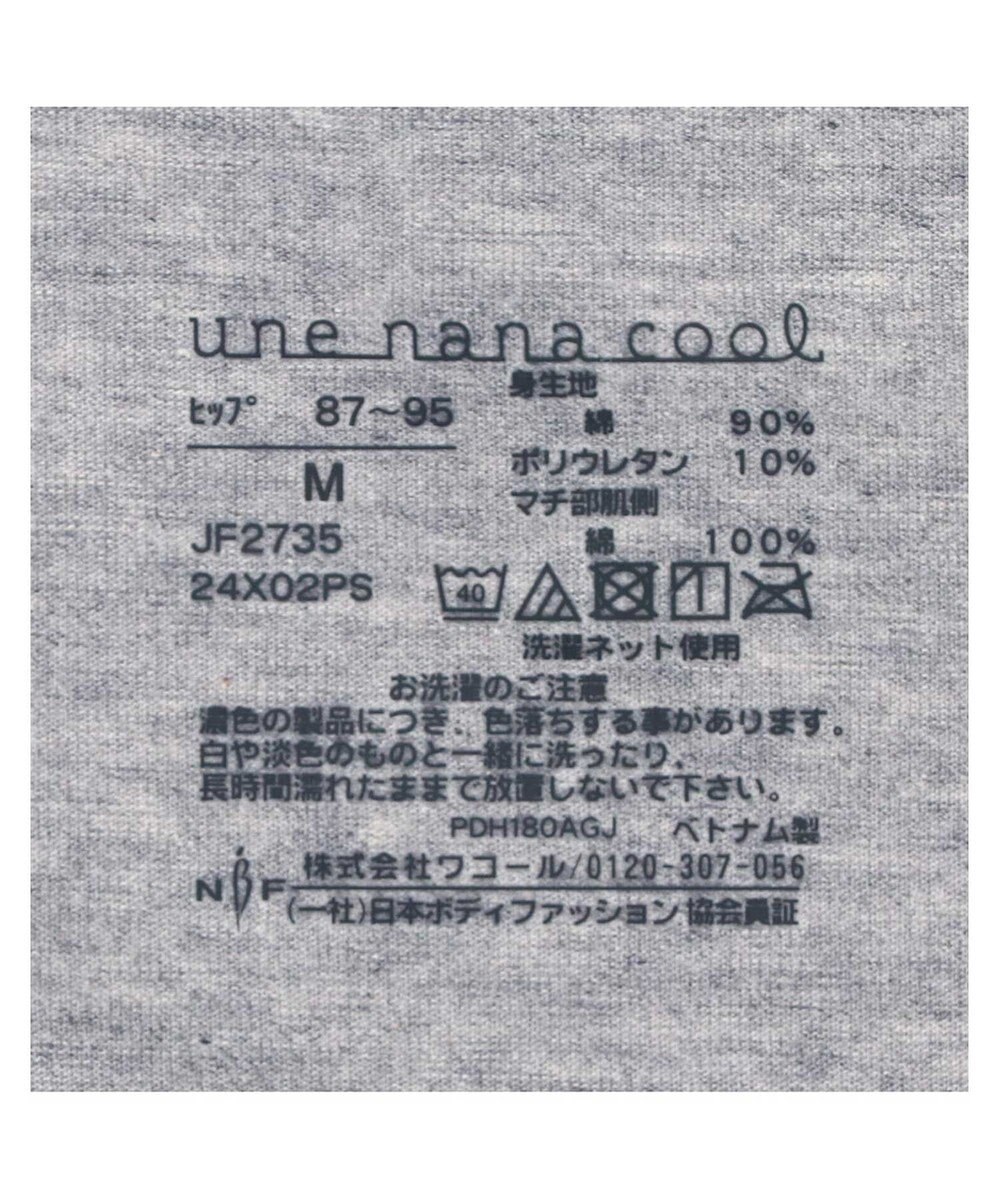 une nana cool
ﾋｯﾌﾟ 87～95
M
JF2735
24X02PS
身生地
綿 90%
ポリウレタン 10%
マチ部肌側
綿 100%
40
洗濯ネット使用
お洗濯のご注意
濃色の製品につき、色落ちする事があります。
白や淡色のものと一緒に洗ったり、
長時間濡れたままで放置しないで下さい。
PDH180AGJ ベトナム製
NBF
株式会社ワコール/0120-307-056
(一社)日本ボディファッション協会員証